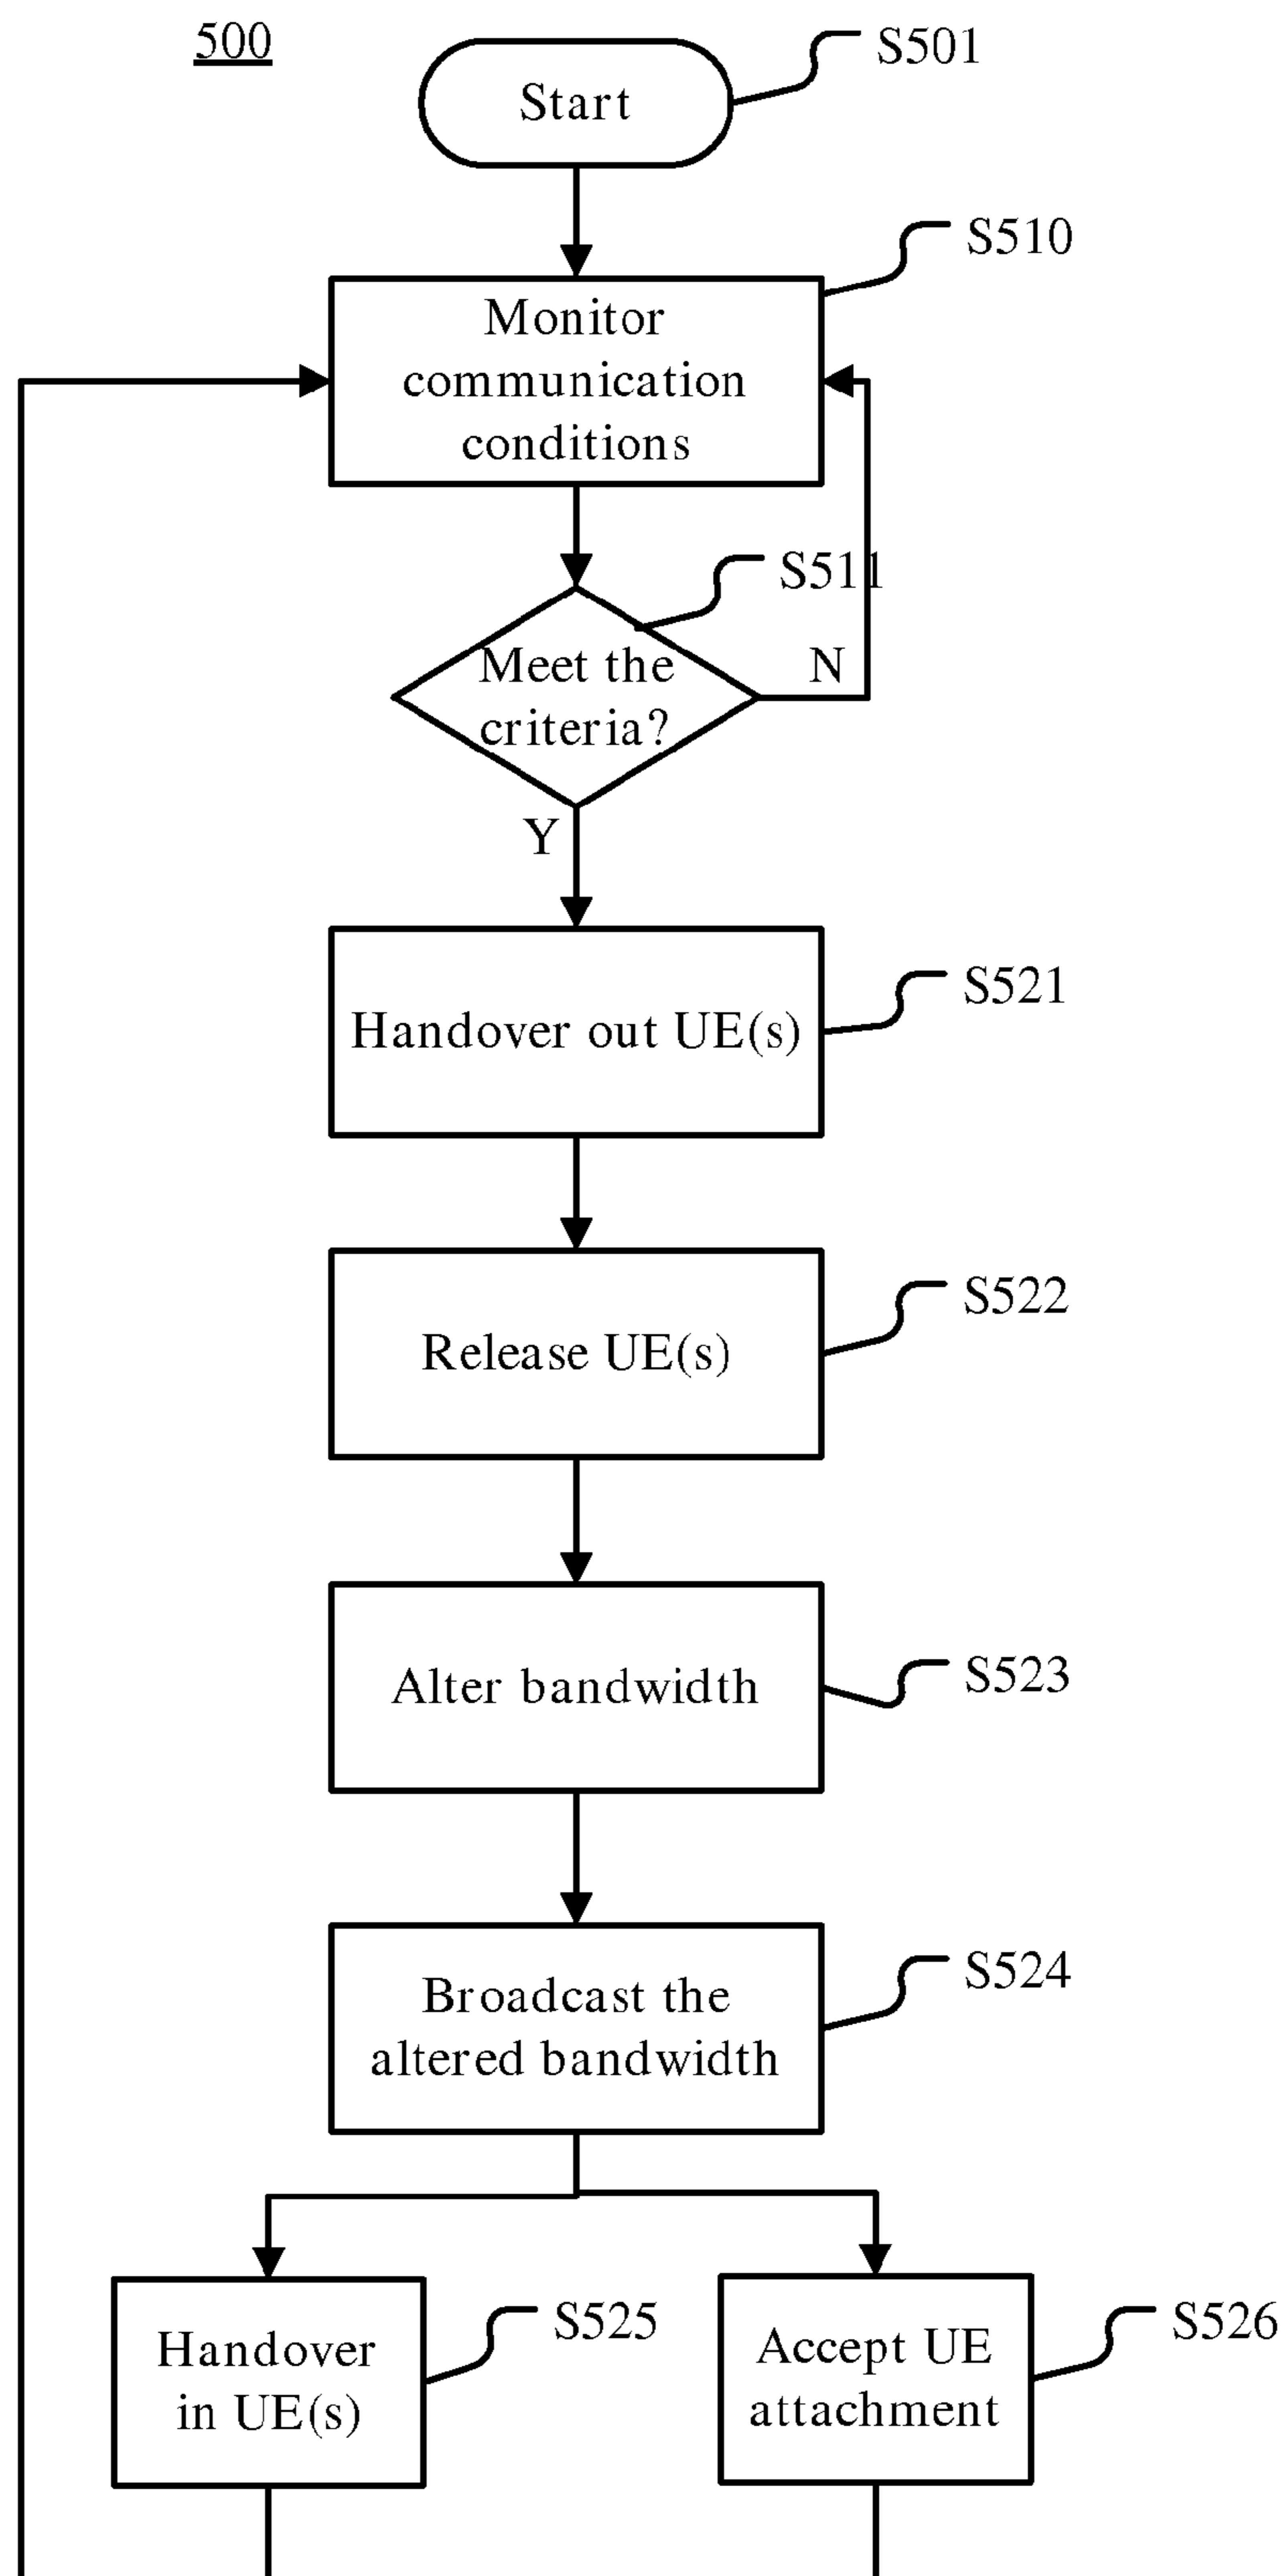 500
Start
S501
S510
Monitor
communication
conditions
S511
Meet the
criteria?
N
Y
S521
Handover out UE(s)
S522
Release UE(s)
S523
Alter bandwidth
S524
Broadcast the
altered bandwidth
S525
Handover
in UE(s)
S526
Accept UE
attachment